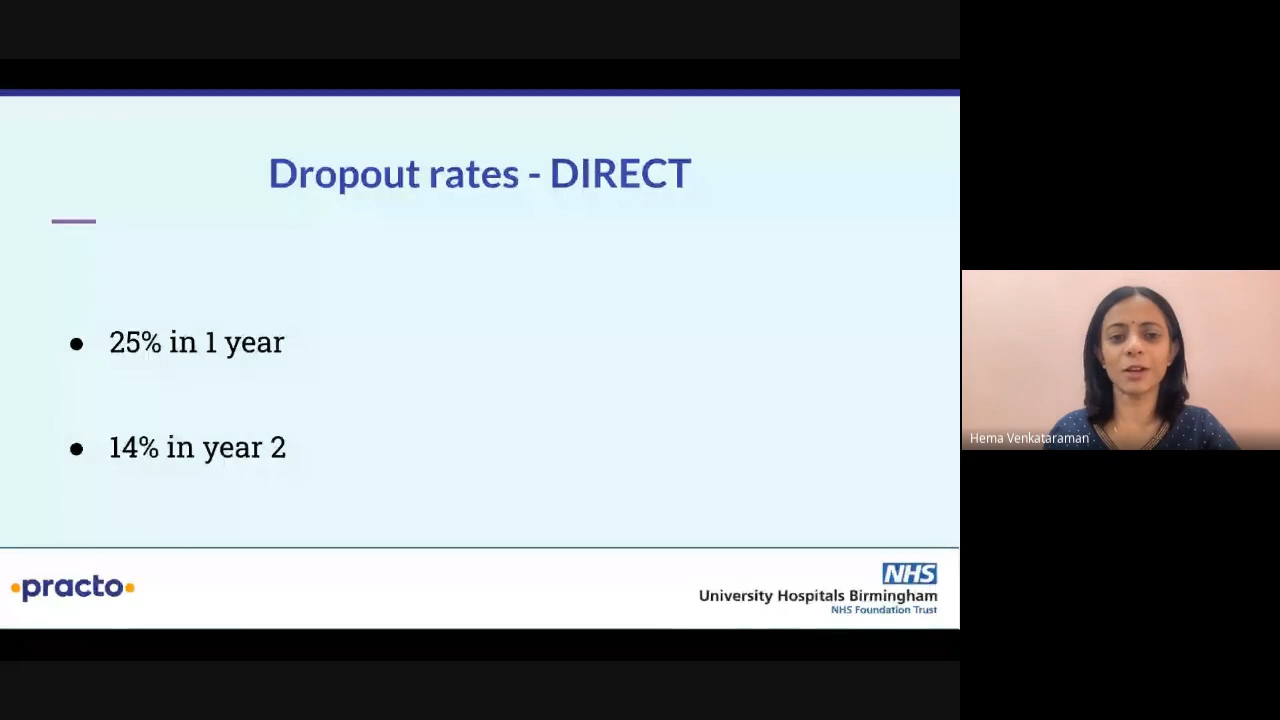 Dropout rates - DIRECT
● 25% in 1 year
● 14% in year 2
practo
NHS
University Hospitals Birmingham
NHS Foundation Trust
Hema Venkataraman